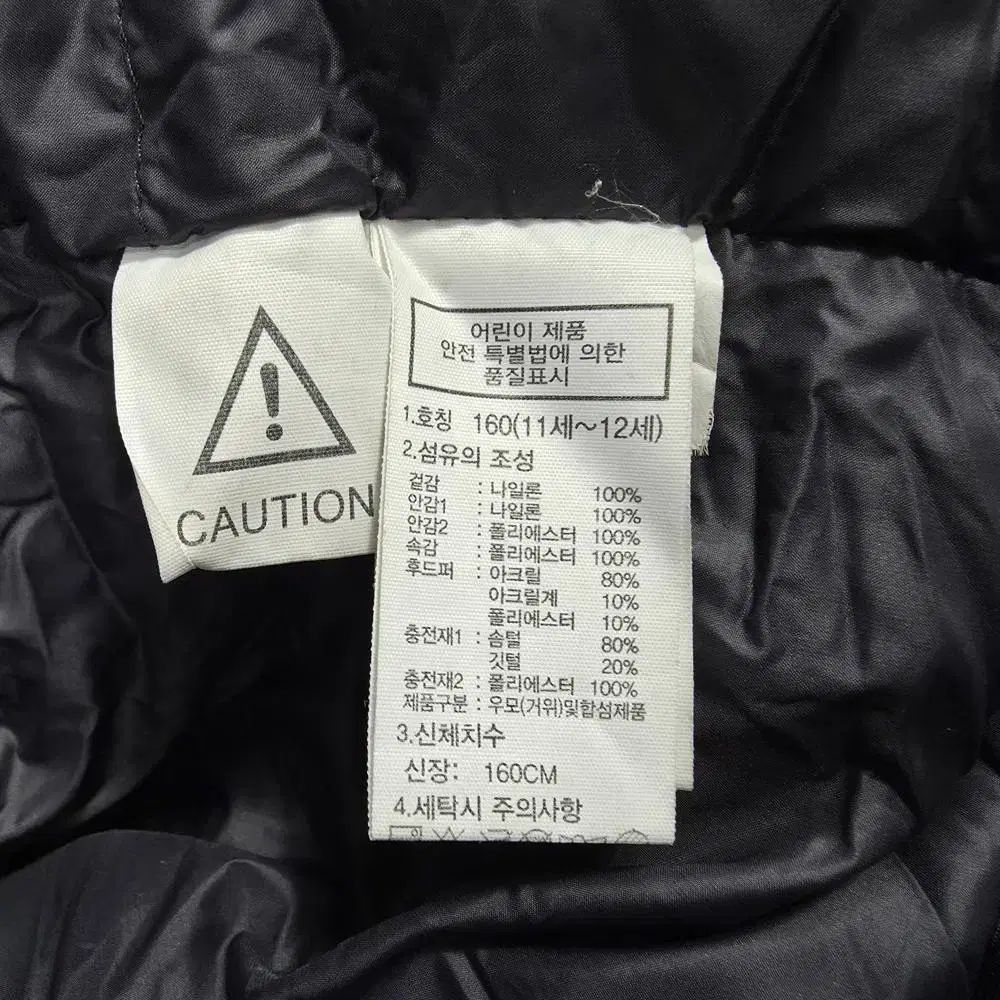 CAUTION
어린이 제품
안전 특별법에 의한
품질표시
1.호칭 160(11세~12세)
2.섬유의 조성
겉감 : 나일론 100%
안감1 : 나일론 100%
안감2 : 폴리에스터 100%
속감 : 폴리에스터 100%
후드퍼 : 아크릴 80%
아크릴계 10%
폴리에스터 10%
충전재1 : 솜털 80%
깃털 20%
충전재2 : 폴리에스터 100%
제품구분 : 우모(거위)및합섬제품
3.신체치수
신장: 160CM
4.세탁시 주의사항